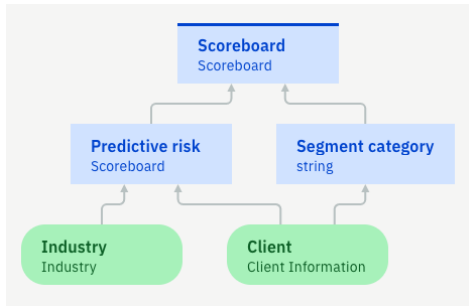 Scoreboard
Scoreboard
Predictive risk
Scoreboard
Segment category
string
Industry
Industry
Client
Client Information